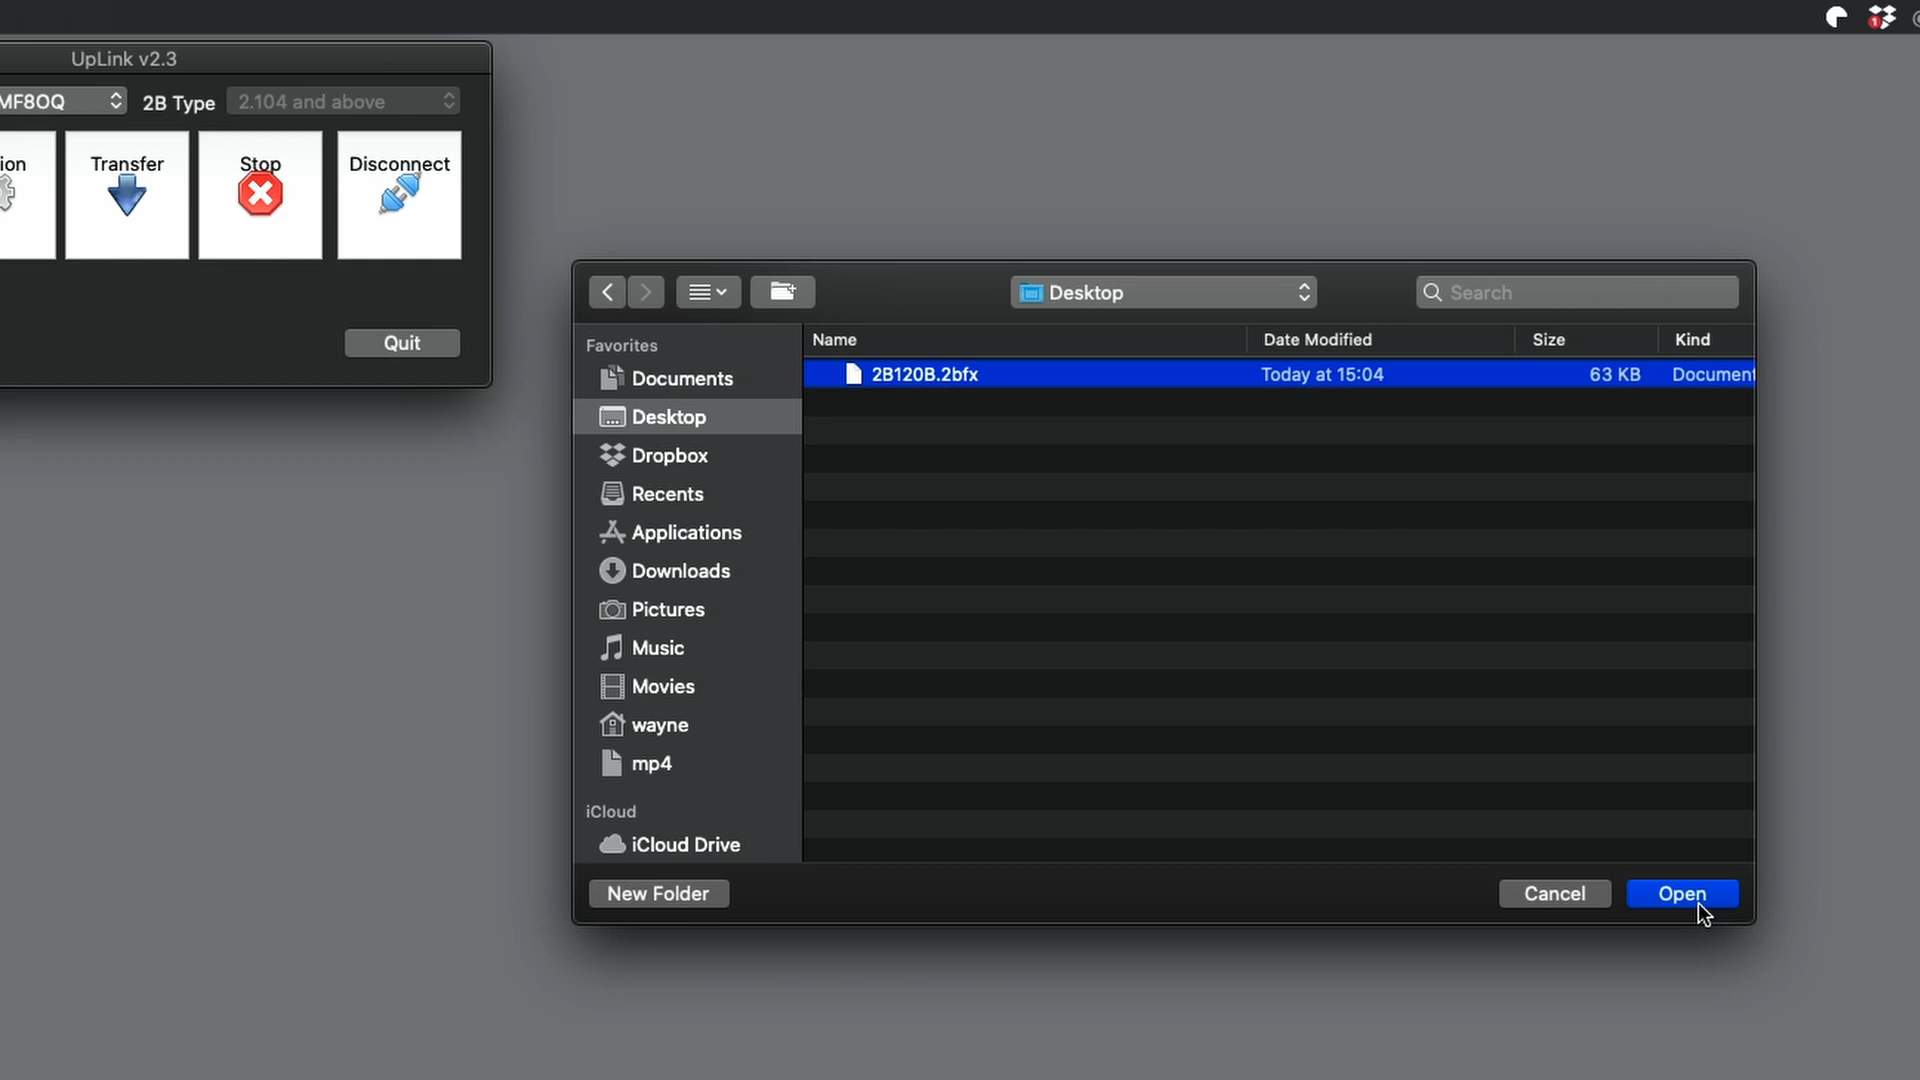 1
UpLink v2.3
MF8OQ
2B Type
2.104 and above
ion
Transfer
Stop
Disconnect
Quit
Desktop
Search
Name
Date Modified
Size
Kind
2B120B.2bfx
Today at 15:04
63 KB
Document
Favorites
Documents
Desktop
Dropbox
Recents
Applications
Downloads
Pictures
Music
Movies
wayne
mp4
iCloud
iCloud Drive
New Folder
Cancel
Open